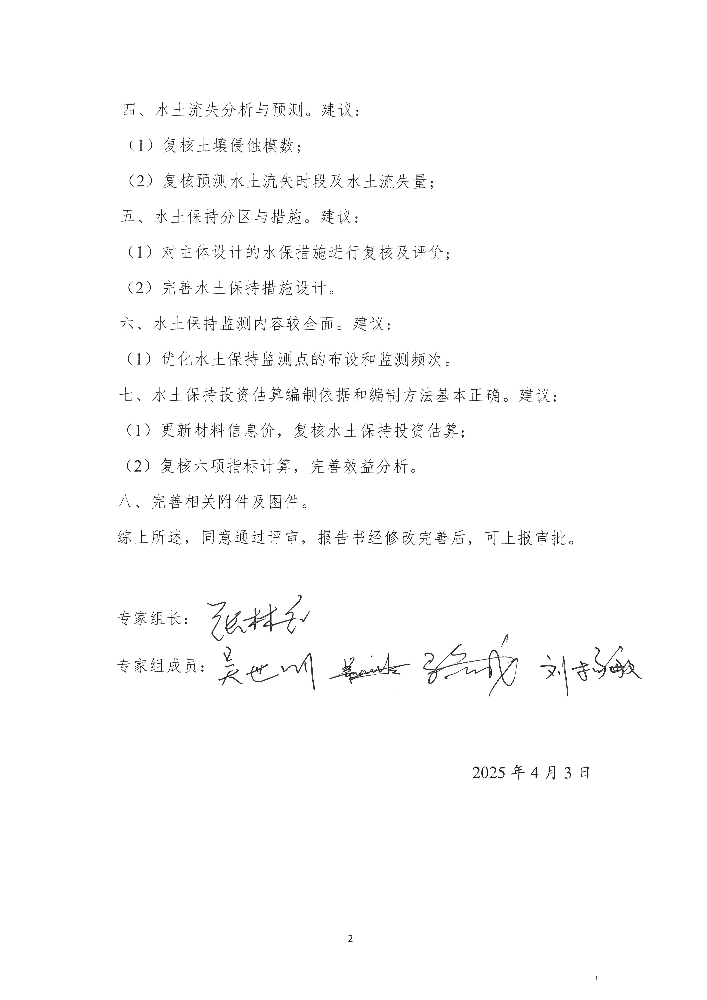 四、水土流失分析与预测。建议：
（1）复核土壤侵蚀模数；
（2）复核预测水土流失时段及水土流失量；
五、水土保持分区与措施。建议：
（1）对主体设计的水保措施进行复核及评价；
（2）完善水土保持措施设计。
六、水土保持监测内容较全面。建议：
（1）优化水土保持监测点的布设和监测频次。
七、水土保持投资估算编制依据和编制方法基本正确。建议：
（1）更新材料信息价，复核水土保持投资估算；
（2）复核六项指标计算，完善效益分析。
八、完善相关附件及图件。
综上所述，同意通过评审，报告书经修改完善后，可上报审批。
专家组长：
专家组成员：吴世川
2025 年 4 月 3 日
2